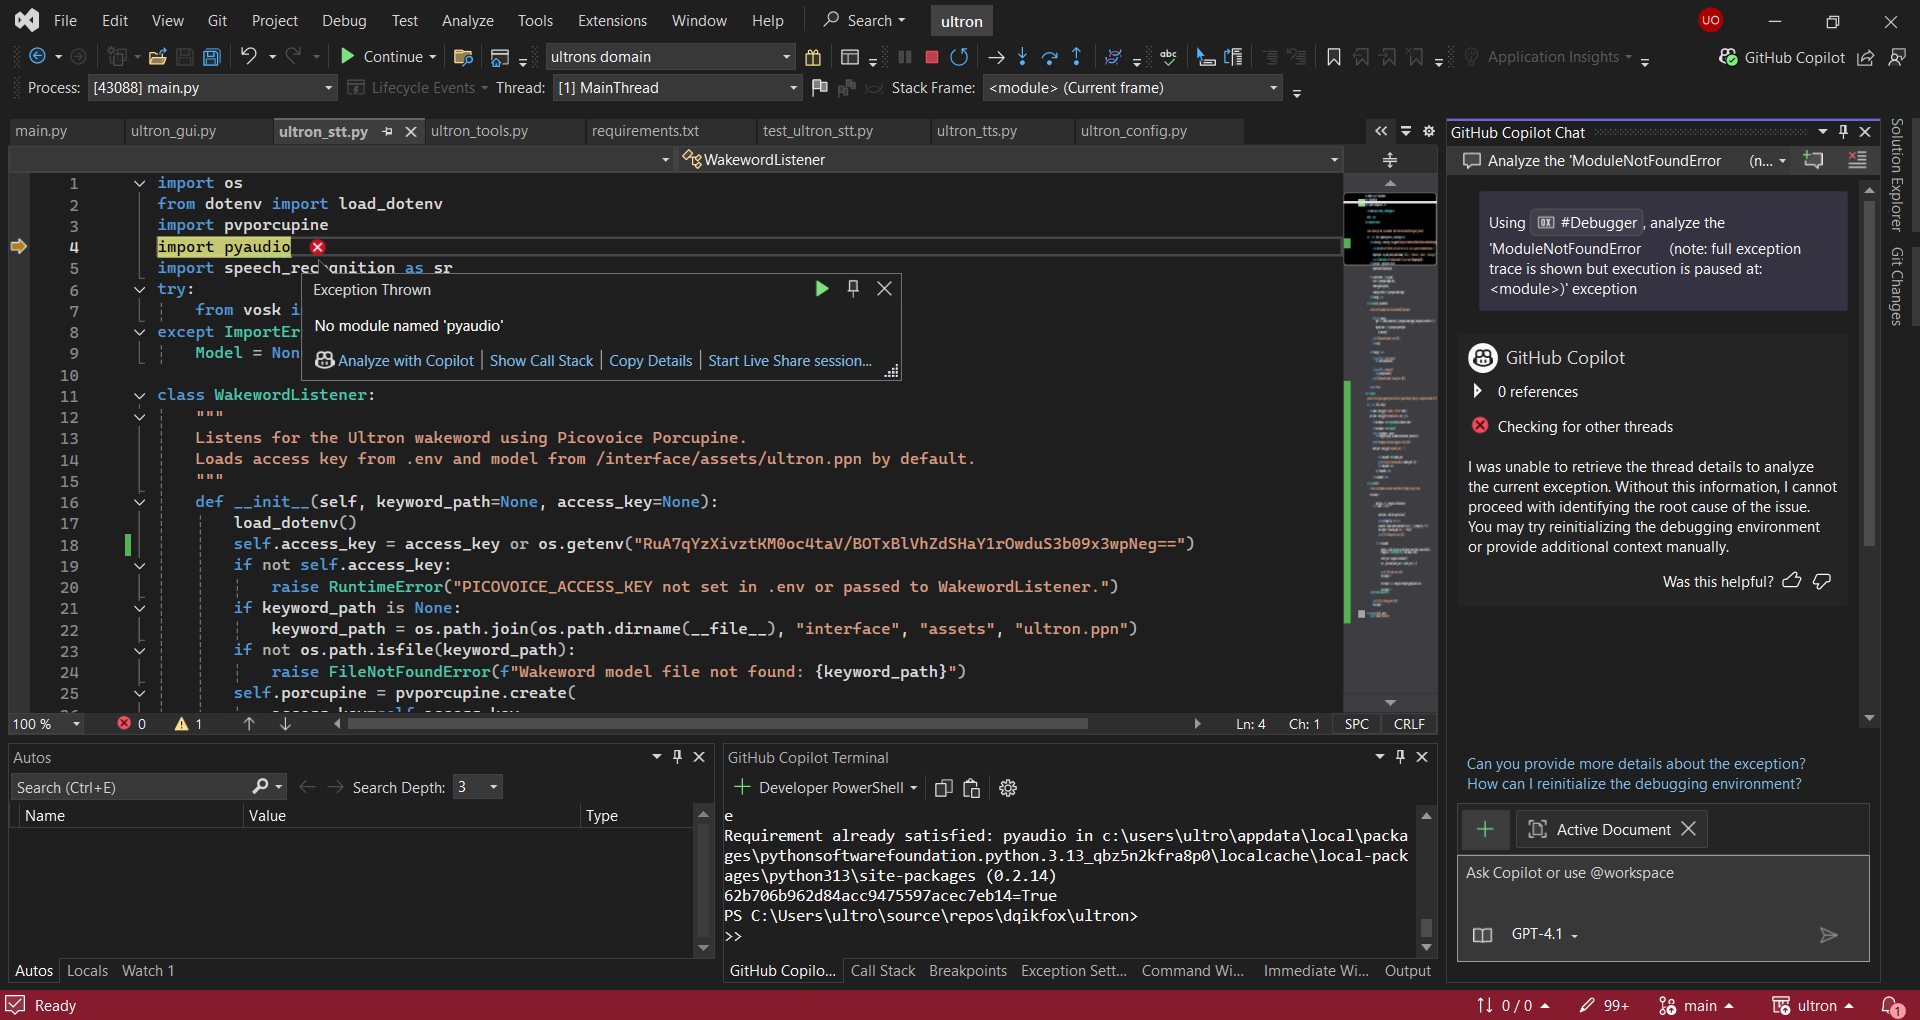 File Edit View Git Project Debug Test Analyze Tools Extensions Window Help Search ultron UO
Continue ultrons domain Application Insights GitHub Copilot
Process: [43088] main.py Lifecycle Events Thread: [1] MainThread Stack Frame: <module> (Current frame)
main.py ultron_gui.py ultron_stt.py ultron_tools.py requirements.txt test_ultron_stt.py ultron_tts.py ultron_config.py
WakewordListener
1 import os
2 from dotenv import load_dotenv
3 import pvporcupine
4 import pyaudio
5 import speech_recognition as sr
6 try:
7 from vosk i
8 except ImportEr
9 Model = Non
10
11 class WakewordListener:
12 """
13 Listens for the Ultron wakeword using Picovoice Porcupine.
14 Loads access key from .env and model from /interface/assets/ultron.ppn by default.
15 """
16 def __init__(self, keyword_path=None, access_key=None):
17 load_dotenv()
18 self.access_key = access_key or os.getenv("RuA7qYzXivztKM0oc4taV/BOTxBlVhZdSHaY1rOwduS3b09x3wpNeg==")
19 if not self.access_key:
20 raise RuntimeError("PICOVOICE_ACCESS_KEY not set in .env or passed to WakewordListener.")
21 if keyword_path is None:
22 keyword_path = os.path.join(os.path.dirname(__file__), "interface", "assets", "ultron.ppn")
23 if not os.path.isfile(keyword_path):
24 raise FileNotFoundError(f"Wakeword model file not found: {keyword_path}")
25 self.porcupine = pvporcupine.create(
Exception Thrown
No module named 'pyaudio'
Analyze with Copilot Show Call Stack Copy Details Start Live Share session...
100 % 0 1 Ln: 4 Ch: 1 SPC CRLF
Autos
Search (Ctrl+E) Search Depth: 3
Name Value Type
Autos Locals Watch 1
GitHub Copilot Terminal
Developer PowerShell
e
Requirement already satisfied: pyaudio in c:\users\ultro\appdata\local\packa
ges\pythonsoftwarefoundation.python.3.13_qbz5n2kfra8p0\localcache\local-pack
ages\python313\site-packages (0.2.14)
62b706b962d84acc9475597acec7eb14=True
PS C:\Users\ultro\source\repos\dqikfox\ultron>
>>
GitHub Copilo... Call Stack Breakpoints Exception Sett... Command Wi... Immediate Wi... Output
GitHub Copilot Chat
Analyze the 'ModuleNotFoundError (n...
Using #Debugger, analyze the
'ModuleNotFoundError (note: full exception
trace is shown but execution is paused at:
<module>)' exception
GitHub Copilot
0 references
Checking for other threads
I was unable to retrieve the thread details to analyze
the current exception. Without this information, I cannot
proceed with identifying the root cause of the issue.
You may try reinitializing the debugging environment
or provide additional context manually.
Was this helpful?
Can you provide more details about the exception?
How can I reinitialize the debugging environment?
Active Document
Ask Copilot or use @workspace
GPT-4.1
Solution Explorer
Git Changes
Ready 0 / 0 99+ main ultron 1